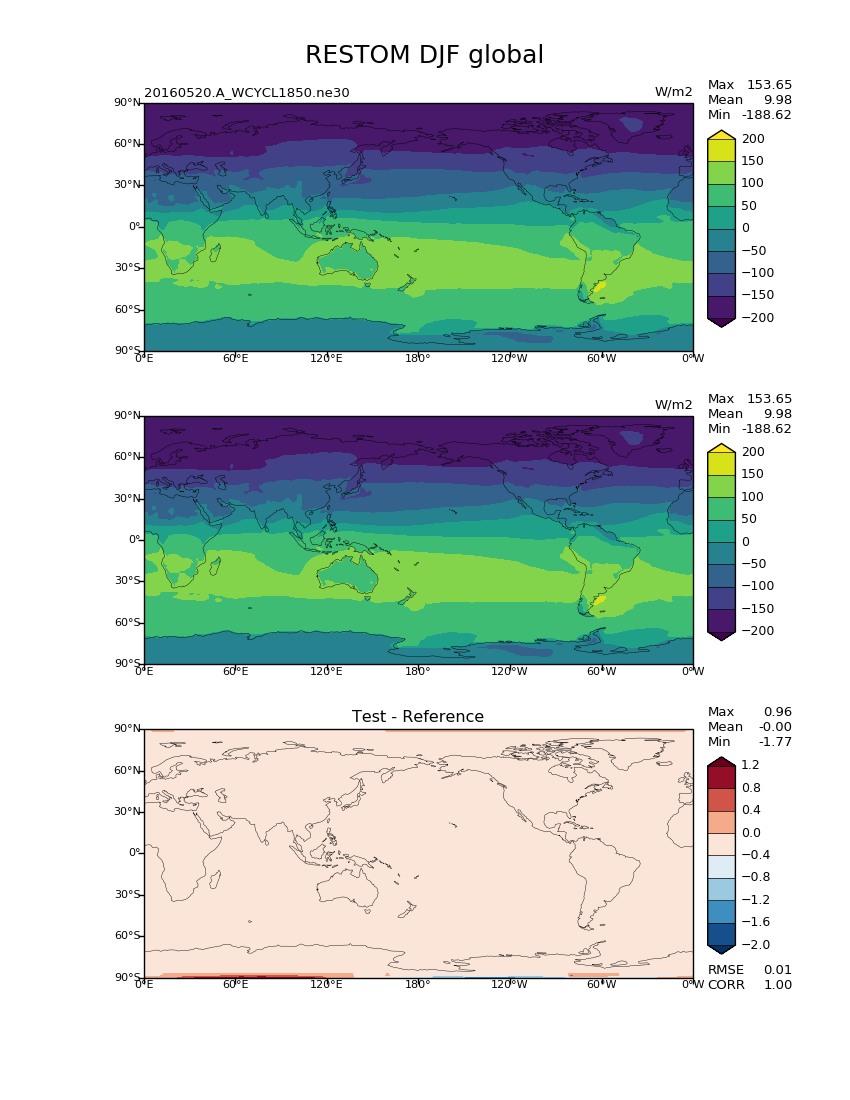 RESTOM DJF global
20160520.A_WCYCL1850.ne30
W/m2
Max 153.65
Mean 9.98
Min -188.62
90°N
60°N
30°N
0°
30°S
60°S
90°S
0°E 60°E 120°E 180° 120°W 60°W 0°W
200
150
100
50
0
−50
−100
−150
−200
W/m2
Max 153.65
Mean 9.98
Min -188.62
90°N
60°N
30°N
0°
30°S
60°S
90°S
0°E 60°E 120°E 180° 120°W 60°W 0°W
200
150
100
50
0
−50
−100
−150
−200
Test - Reference
Max 0.96
Mean -0.00
Min -1.77
90°N
60°N
30°N
0°
30°S
60°S
90°S
0°E 60°E 120°E 180° 120°W 60°W 0°W
1.2
0.8
0.4
0.0
−0.4
−0.8
−1.2
−1.6
−2.0
RMSE 0.01
CORR 1.00